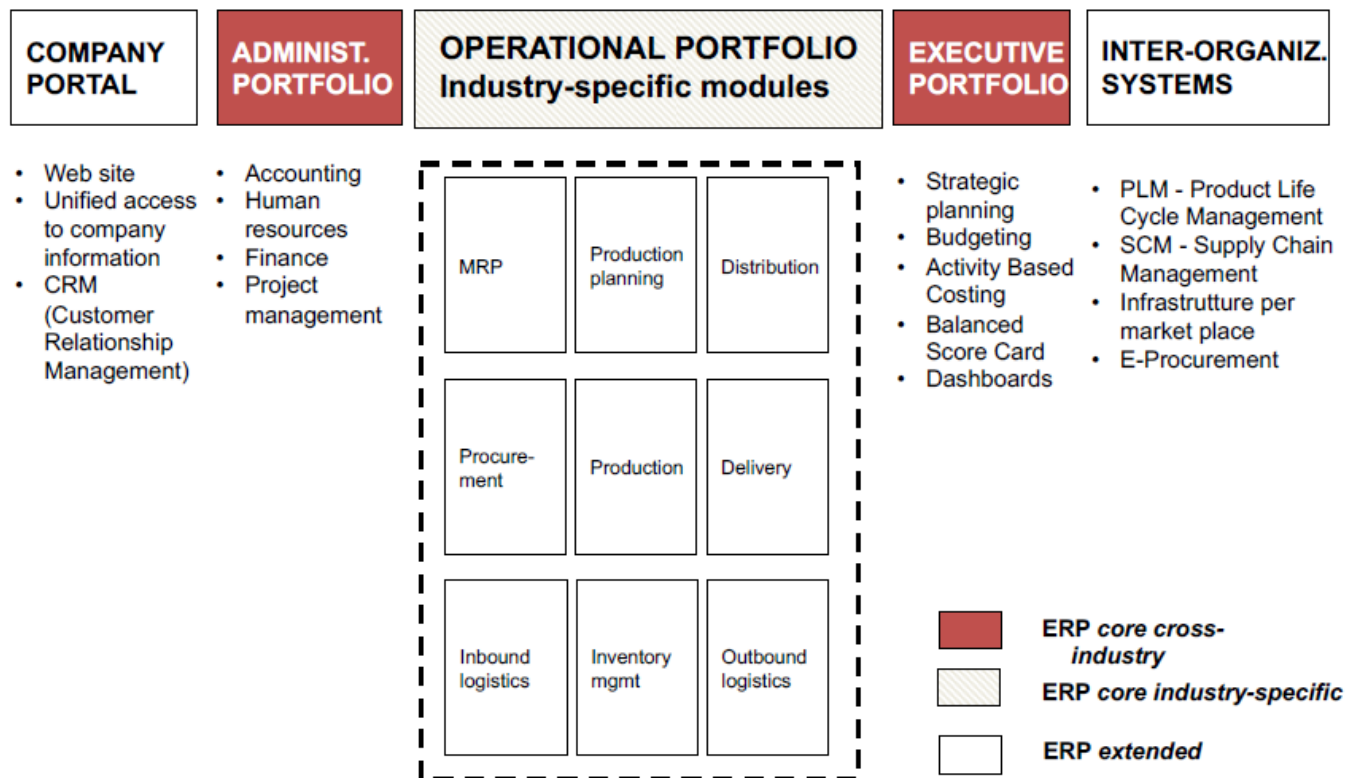 COMPANY
PORTAL
ADMINIST.
PORTFOLIO
OPERATIONAL PORTFOLIO
Industry-specific modules
EXECUTIVE
PORTFOLIO
INTER-ORGANIZ.
SYSTEMS
• Web site
• Unified access
to company
information
• CRM
(Customer
Relationship
Management)
• Accounting
• Human
resources
• Finance
• Project
management
MRP
Production
planning
Distribution
Procure-
ment
Production
Delivery
Inbound
logistics
Inventory
mgmt
Outbound
logistics
• Strategic
planning
• Budgeting
• Activity Based
Costing
• Balanced
Score Card
• Dashboards
• PLM - Product Life
Cycle Management
• SCM - Supply Chain
Management
• Infrastrutture per
market place
• E-Procurement
ERP core cross-
industry
ERP core industry-specific
ERP extended